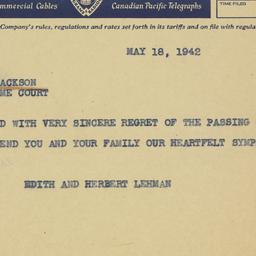 mmercial Cables
Canadian Pacific Telegraphs
TIME FILED
Company's rules, regulations and rates set forth in its tariffs and on file with regula
MAY 18, 1942
ACKSON
ME COURT
D WITH VERY SINCERE REGRET OF THE PASSING
END YOU AND YOUR FAMILY OUR HEARTFELT SYMP
EDITH AND HERBERT LEHMAN